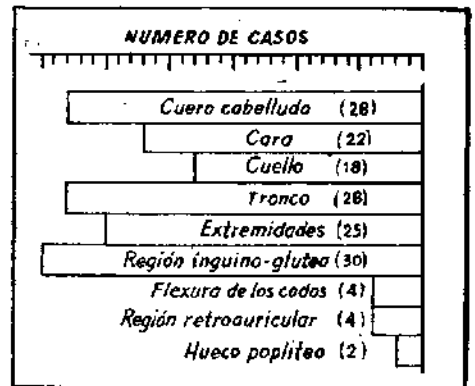 NUMERO DE CASOS
Cuero cabelludo (28)
Cara (22)
Cuello (18)
Tronco (28)
Extremidades (25)
Región inguino-glutea (30)
Flexura de los codos (4)
Región retroauricular (4)
Hueco popliteo (2)